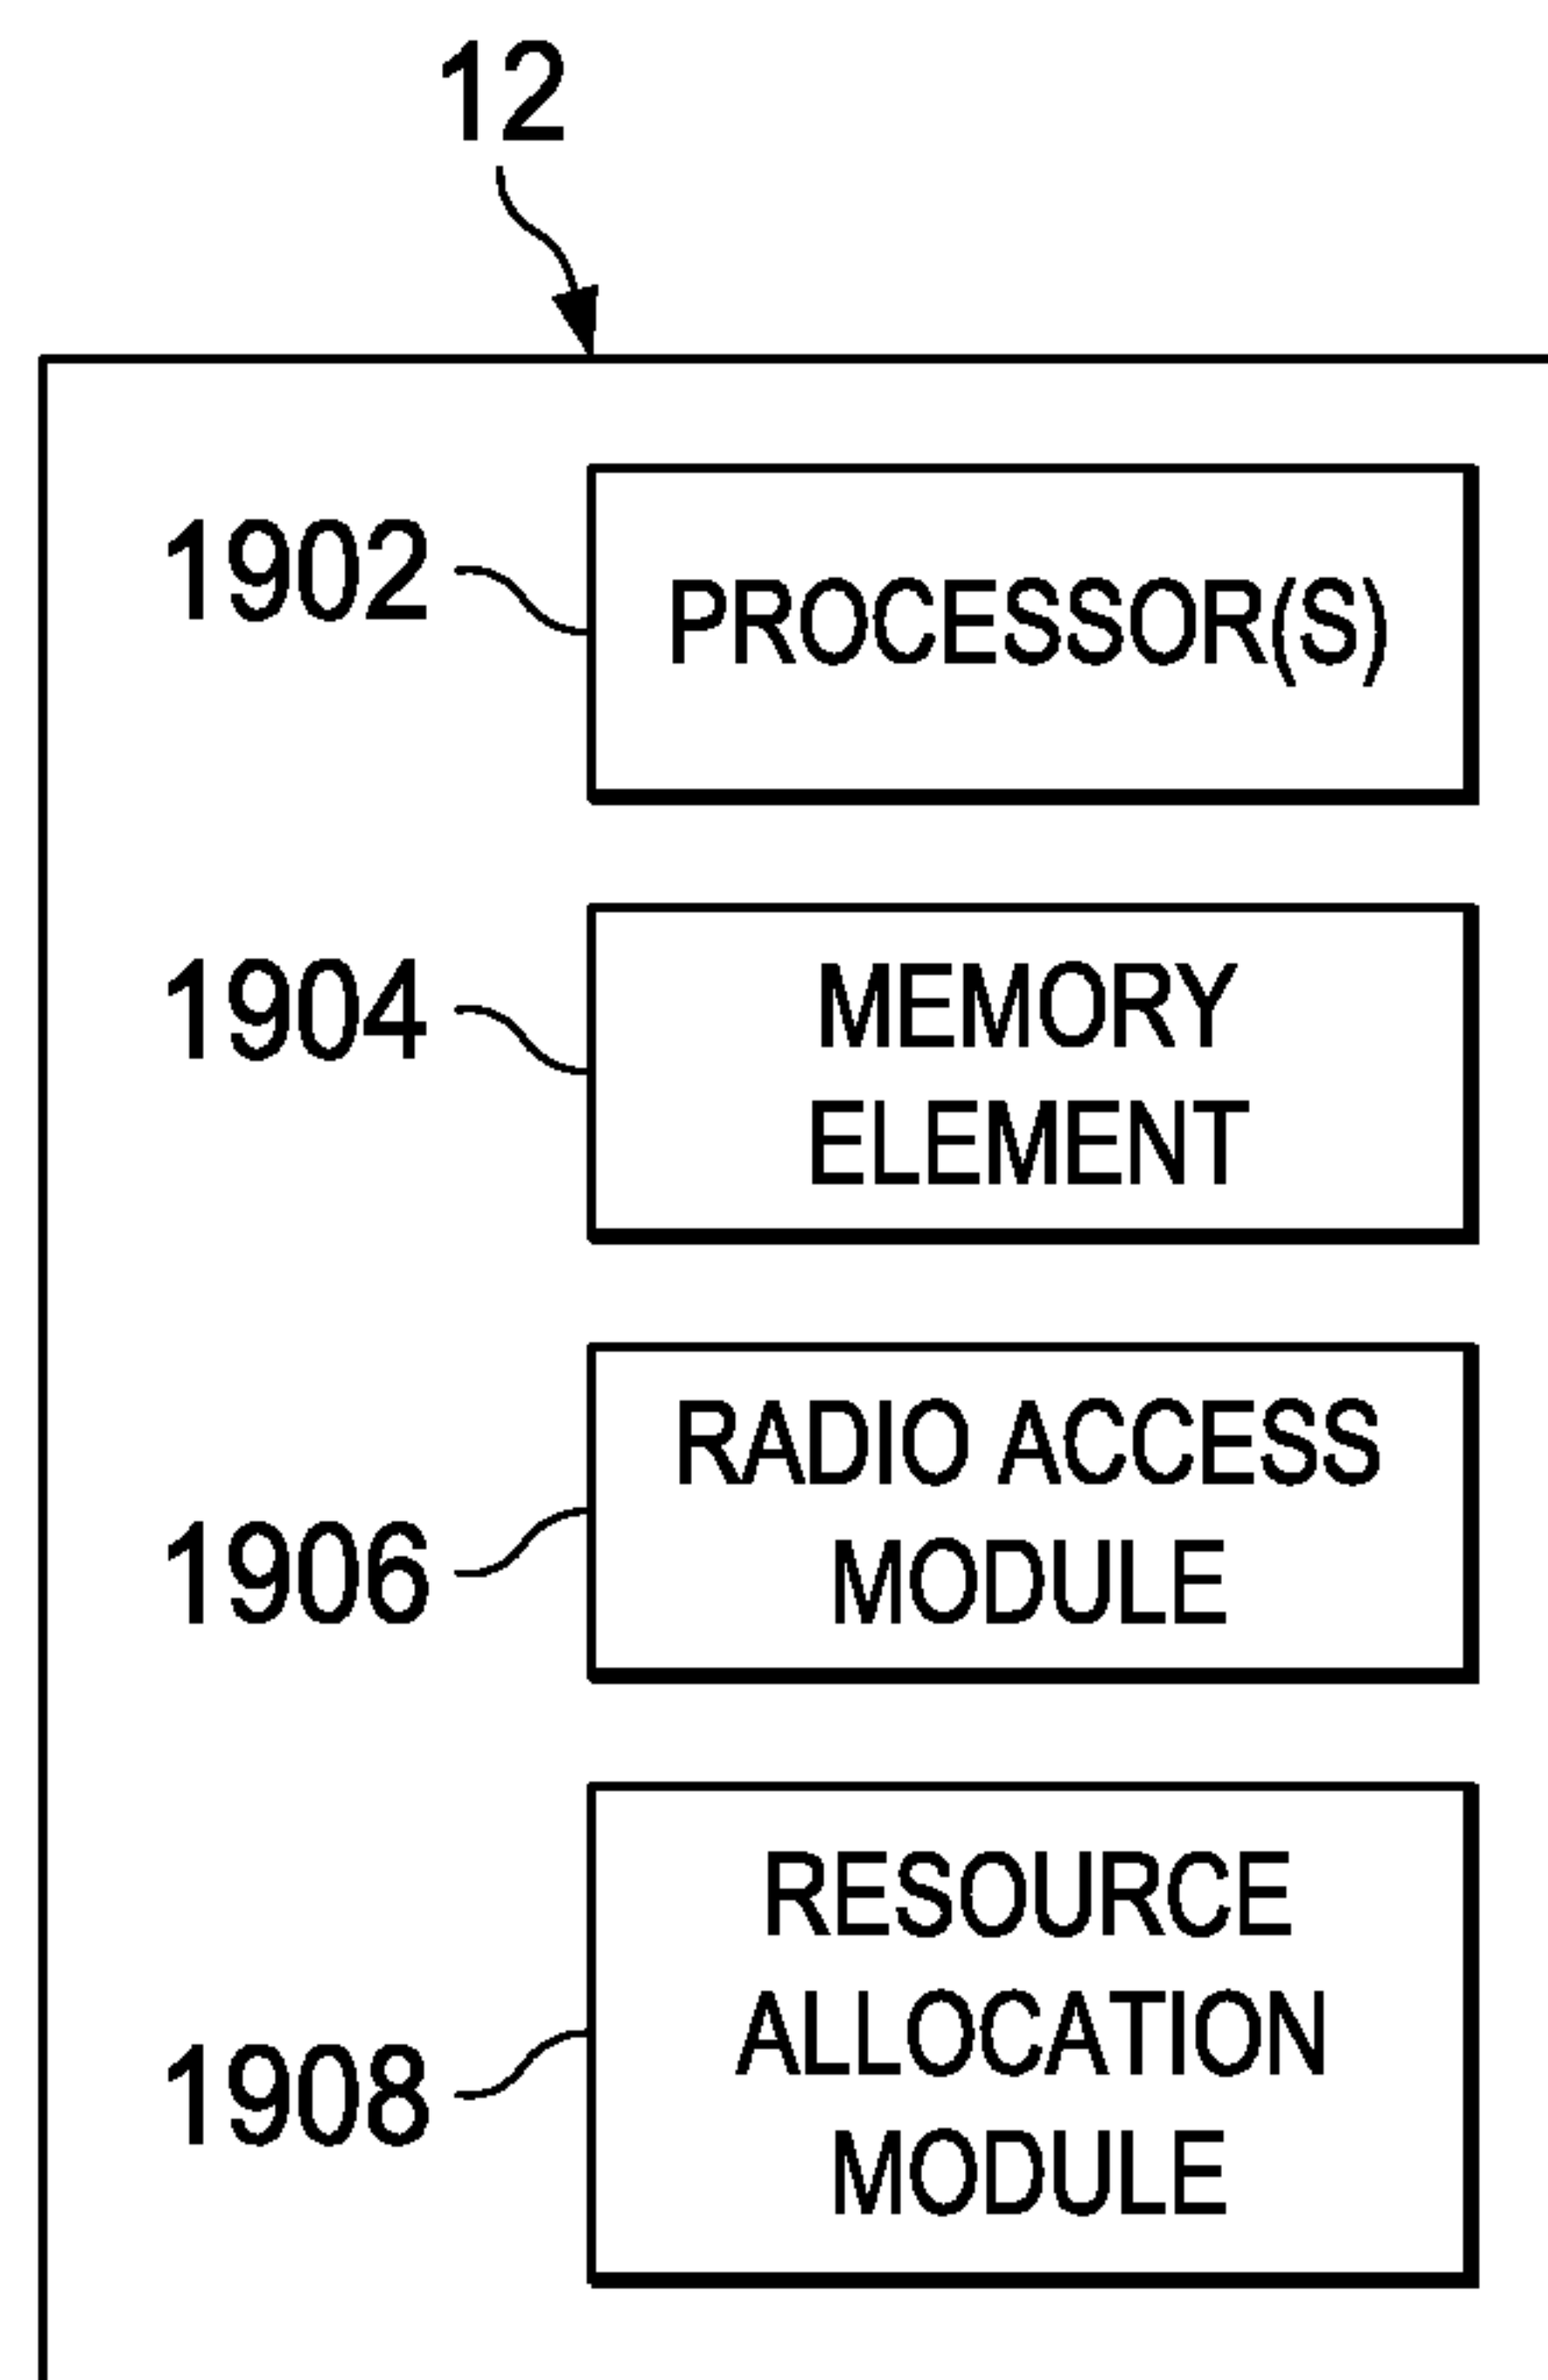 12
1902
PROCESSOR(S)
1904
MEMORY
ELEMENT
1906
RADIO ACCESS
MODULE
1908
RESOURCE
ALLOCATION
MODULE